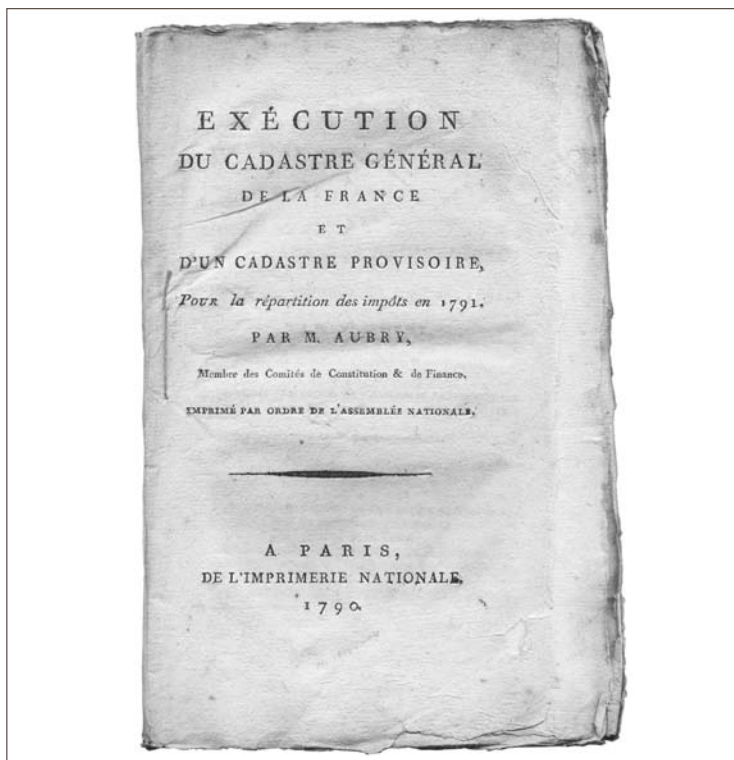 EXÉCUTION
DU CADASTRE GÉNÉRAL
DE LA FRANCE
ET
D'UN CADASTRE PROVISOIRE,
POUR la répartition des impôts en 1791.
PAR M. AUBRY,
Membre des Comités de Constitution & de Finance.
IMPRIMÉ PAR ORDRE DE L'ASSEMBLÉE NATIONALE.
A PARIS,
DE L'IMPRIMERIE NATIONALE.
1790.